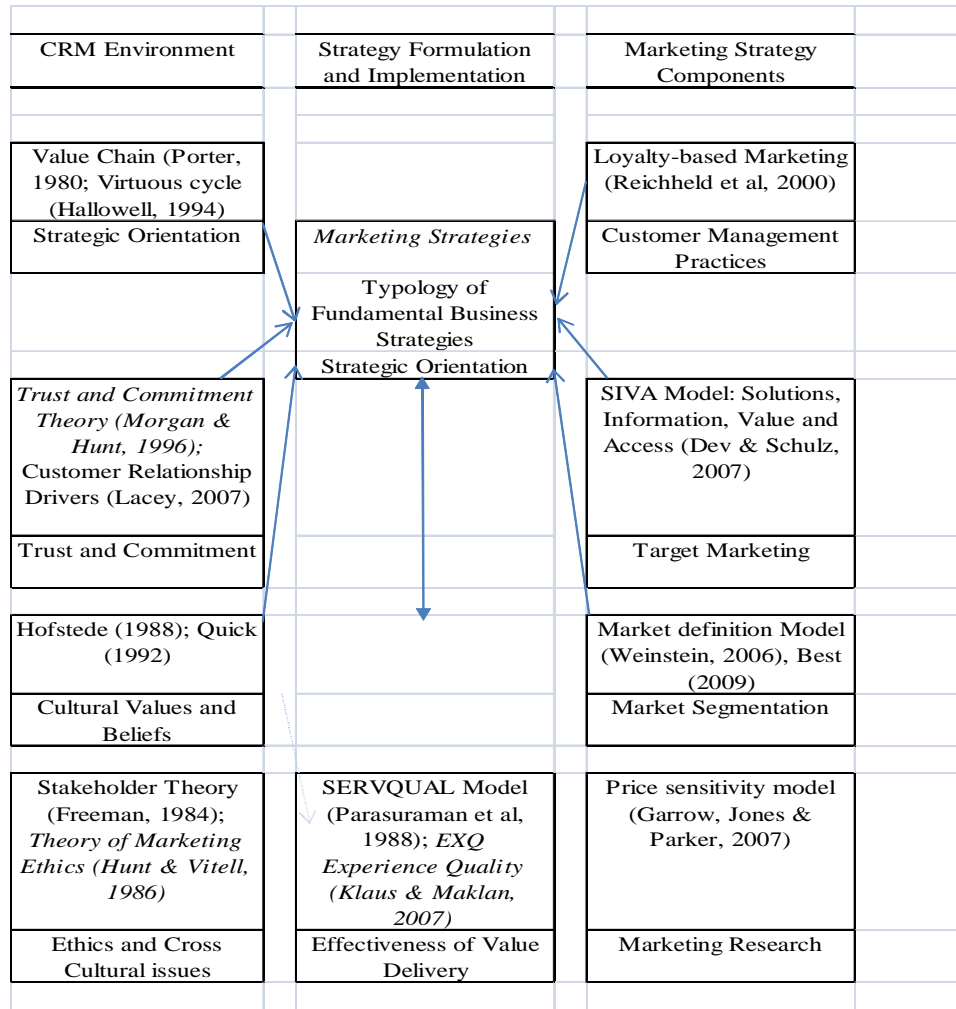 CRM Environment
Strategy Formulation
and Implementation
Marketing Strategy
Components
Value Chain (Porter,
1980; Virtuous cycle
(Hallowell, 1994)
Strategic Orientation
Loyalty-based Marketing
(Reichheld et al, 2000)
Customer Management
Practices
Marketing Strategies
Typology of
Fundamental Business
Strategies
Strategic Orientation
Trust and Commitment
Theory (Morgan &
Hunt, 1996);
Customer Relationship
Drivers (Lacey, 2007)
Trust and Commitment
SIVA Model: Solutions,
Information, Value and
Access (Dev & Schulz,
2007)
Target Marketing
Hofstede (1988); Quick
(1992)
Cultural Values and
Beliefs
Market definition Model
(Weinstein, 2006), Best
(2009)
Market Segmentation
Stakeholder Theory
(Freeman, 1984);
Theory of Marketing
Ethics (Hunt & Vitell,
1986)
Ethics and Cross
Cultural issues
SERVQUAL Model
(Parasuraman et al,
1988); EXQ
Experience Quality
(Klaus & Maklan,
2007)
Effectiveness of Value
Delivery
Price sensitivity model
(Garrow, Jones &
Parker, 2007)
Marketing Research